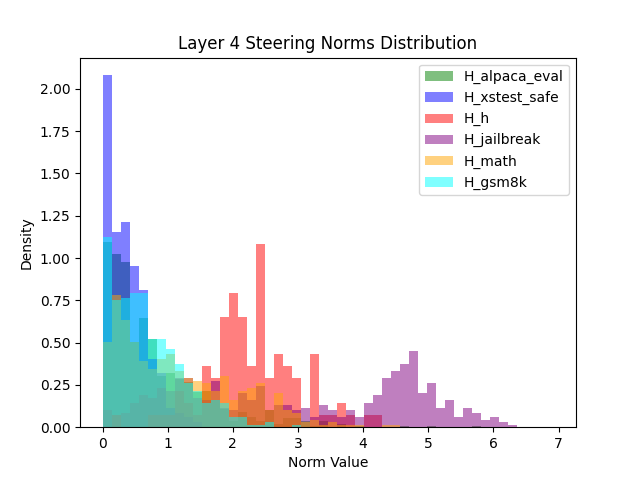 Layer 4 Steering Norms Distribution
H_alpaca_eval
H_xstest_safe
H_h
H_jailbreak
H_math
H_gsm8k
Density
2.00
1.75
1.50
1.25
1.00
0.75
0.50
0.25
0.00
0 1 2 3 4 5 6 7
Norm Value